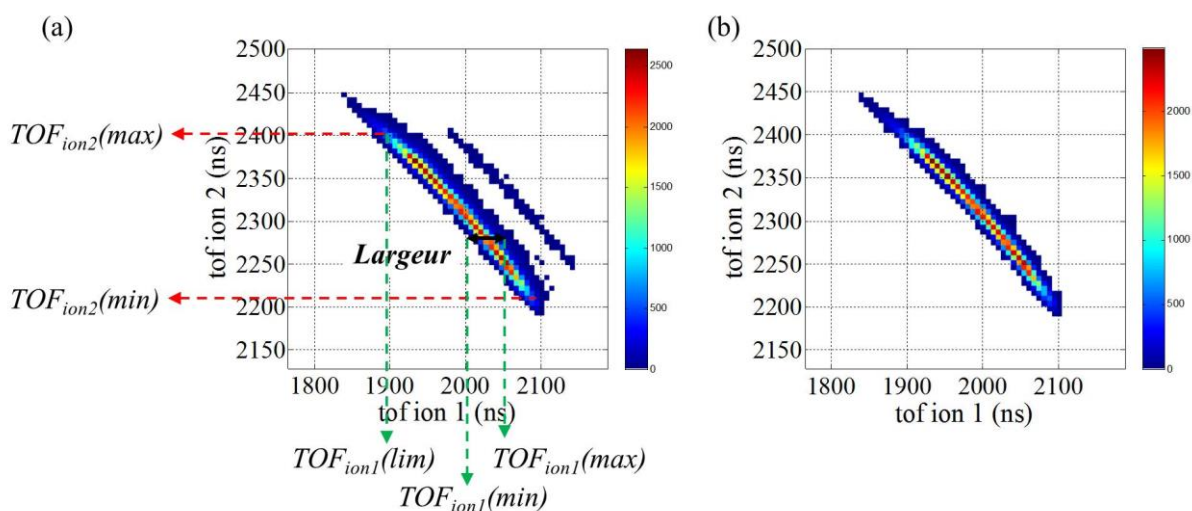 (a)
2500
2450
2400
2350
2300
2250
2200
2150
tof ion 2 (ns)
1800 1900 2000 2100
tof ion 1 (ns)
2500
2000
1500
1000
500
0
TOFion2(max)
TOFion2(min)
Largeur
TOFion1(lim)
TOFion1(min)
TOFion1(max)
(b)
2500
2450
2400
2350
2300
2250
2200
2150
tof ion 2 (ns)
1800 1900 2000 2100
tof ion 1 (ns)
2000
1500
1000
500
0